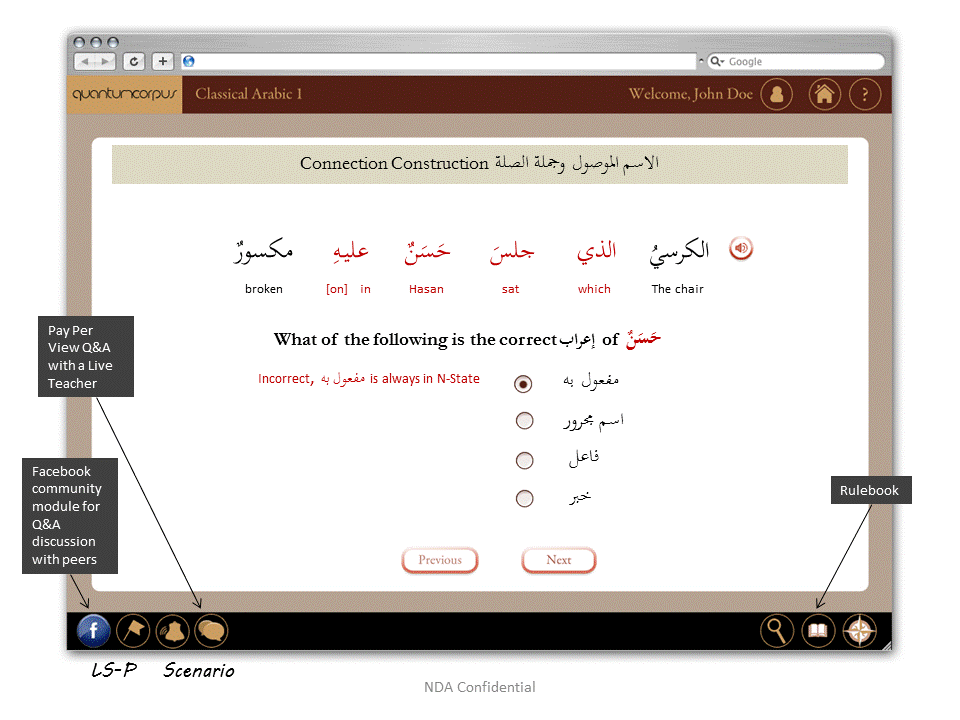 Google
quantumcorpus Classical Arabic 1 Welcome, John Doe ?
Connection Construction الاسم الموصول وجملة الصلة
الكرسيُ الذي جلسَ حَسَنٌ عليهِ مكسورٌ
broken [on] in Hasan sat which The chair
What of the following is the correct إعراب of حَسَنٌ
Incorrect, مفعول به is always in N-State
مفعول به
اسم مجرور
فاعل
خبر
Previous Next
Pay Per
View Q&A
with a Live
Teacher
Facebook
community
module for
Q&A
discussion
with peers
Rulebook
f
LS-P Scenario
NDA Confidential